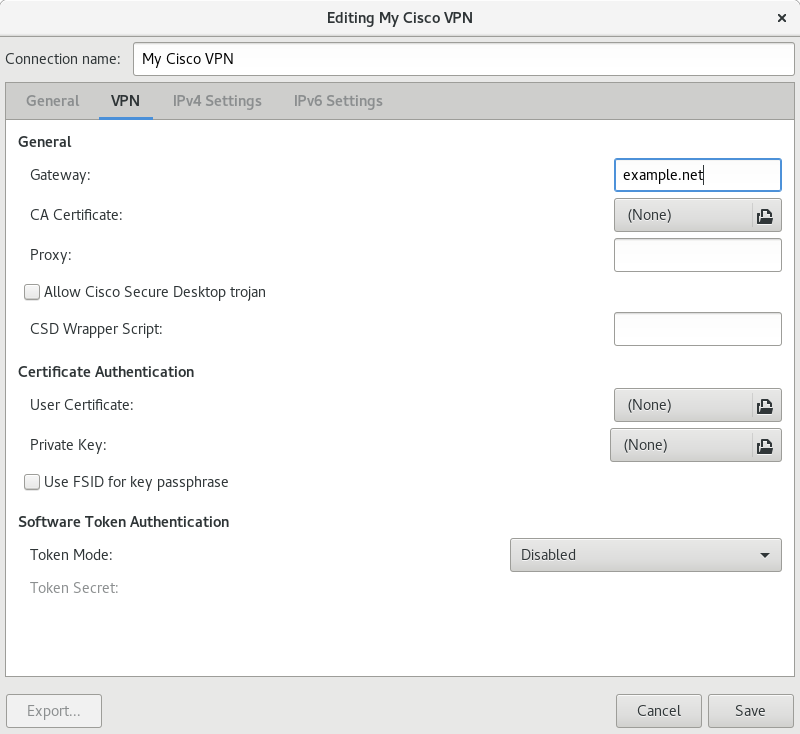 Editing My Cisco VPN
Connection name: My Cisco VPN
General VPN IPv4 Settings IPv6 Settings
General
Gateway: example.net
CA Certificate: (None)
Proxy:
Allow Cisco Secure Desktop trojan
CSD Wrapper Script:
Certificate Authentication
User Certificate: (None)
Private Key: (None)
Use FSID for key passphrase
Software Token Authentication
Token Mode: Disabled
Token Secret:
Export... Cancel Save